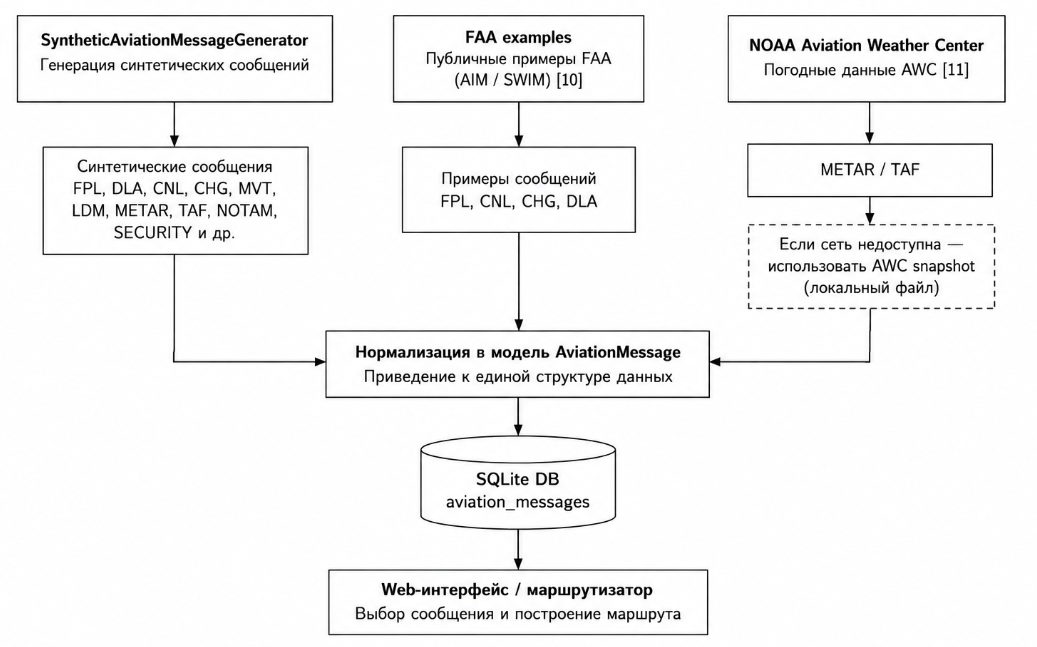 SyntheticAviationMessageGenerator
Генерация синтетических сообщений
FAA examples
Публичные примеры FAA
(AIM / SWIM) [10]
NOAA Aviation Weather Center
Погодные данные AWC [11]
Синтетические сообщения
FPL, DLA, CNL, CHG, MVT,
LDM, METAR, TAF, NOTAM,
SECURITY и др.
Примеры сообщений
FPL, CNL, CHG, DLA
METAR / TAF
Если сеть недоступна —
использовать AWC snapshot
(локальный файл)
Нормализация в модель AviationMessage
Приведение к единой структуре данных
SQLite DB
aviation_messages
Web-интерфейс / маршрутизатор
Выбор сообщения и построение маршрута